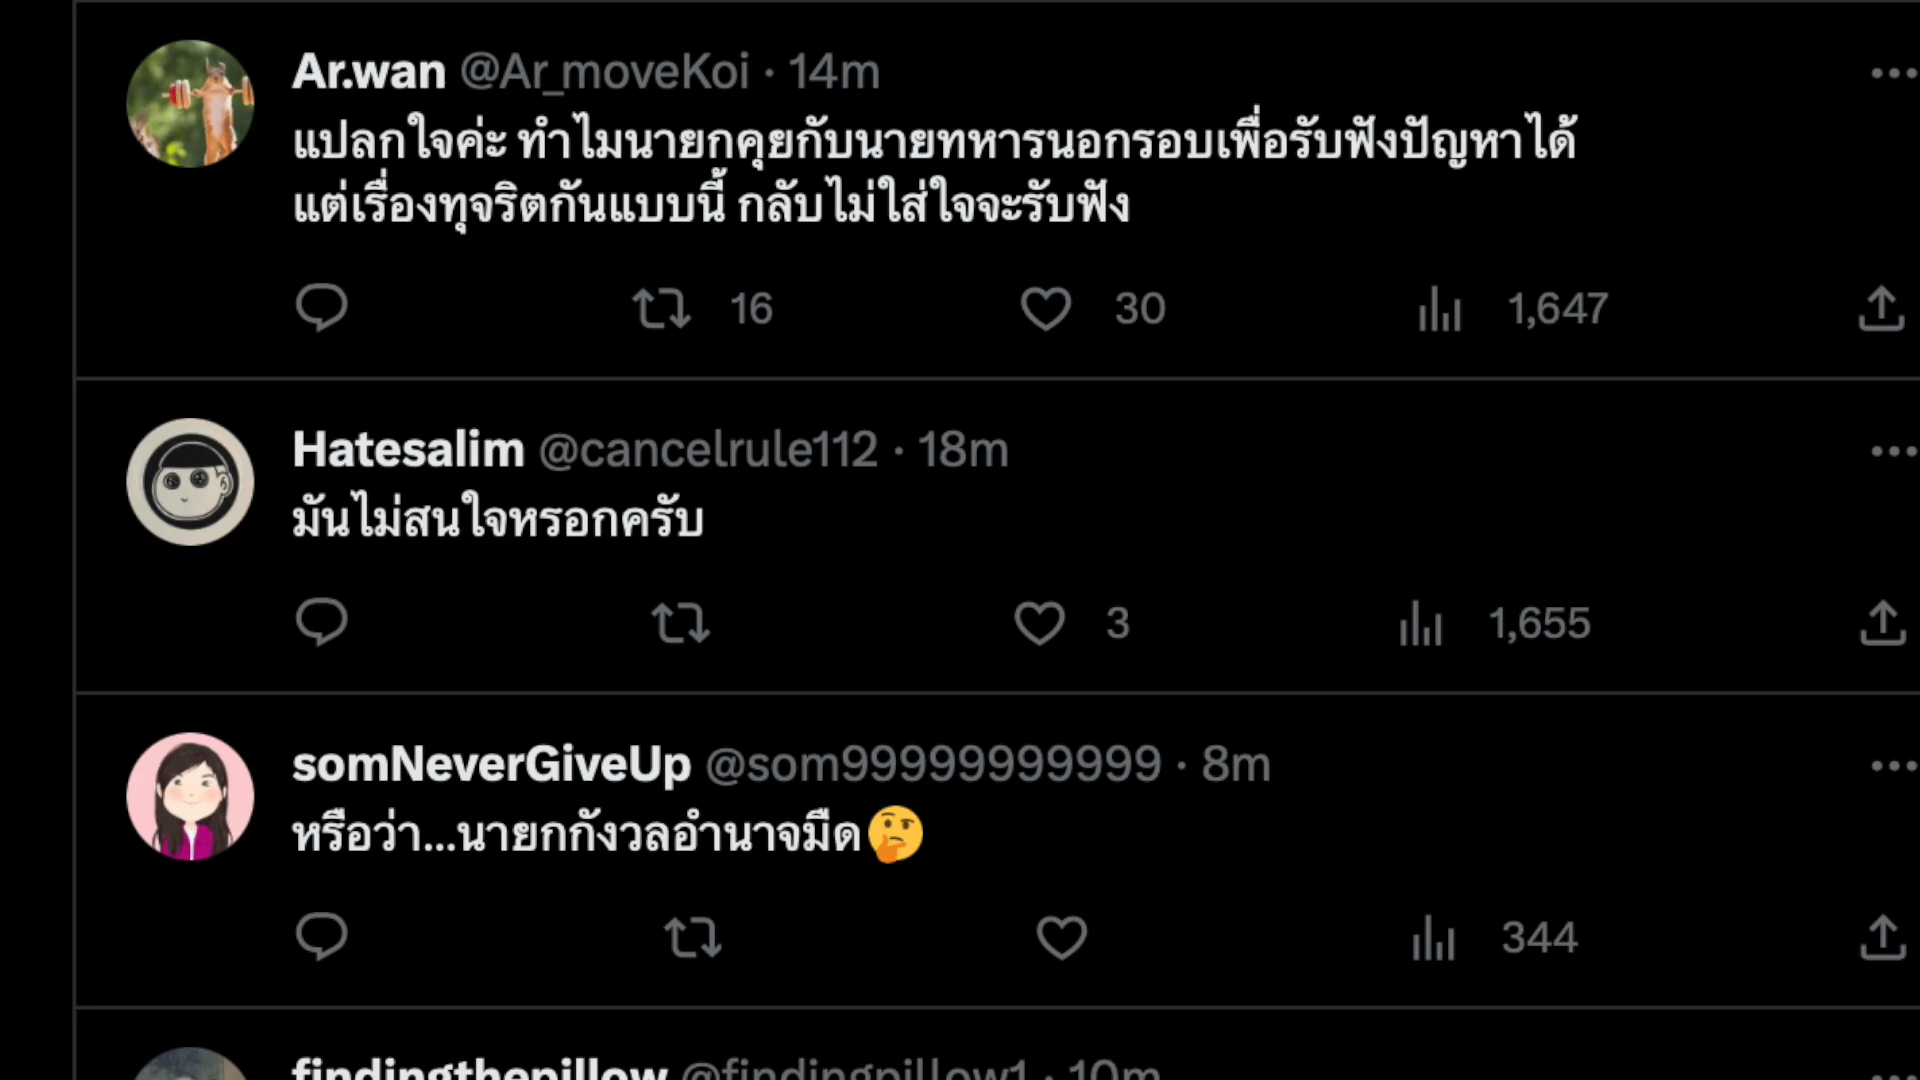 Ar.wan @Ar_moveKoi · 14m
แปลกใจค่ะ ทำไมนายกคุยกับนายทหารนอกรอบเพื่อรับฟังปัญหาได้
แต่เรื่องทุจริตกันแบบนี้ กลับไม่ใส่ใจจะรับฟัง
16 30 1,647
Hatesalim @cancelrule112 · 18m
มันไม่สนใจหรอกครับ
3 1,655
somNeverGiveUp @som99999999999 · 8m
หรือว่า...นายกกังวลอำนาจมืด🤔
344
findingthepillow @findingpillow1 · 10m